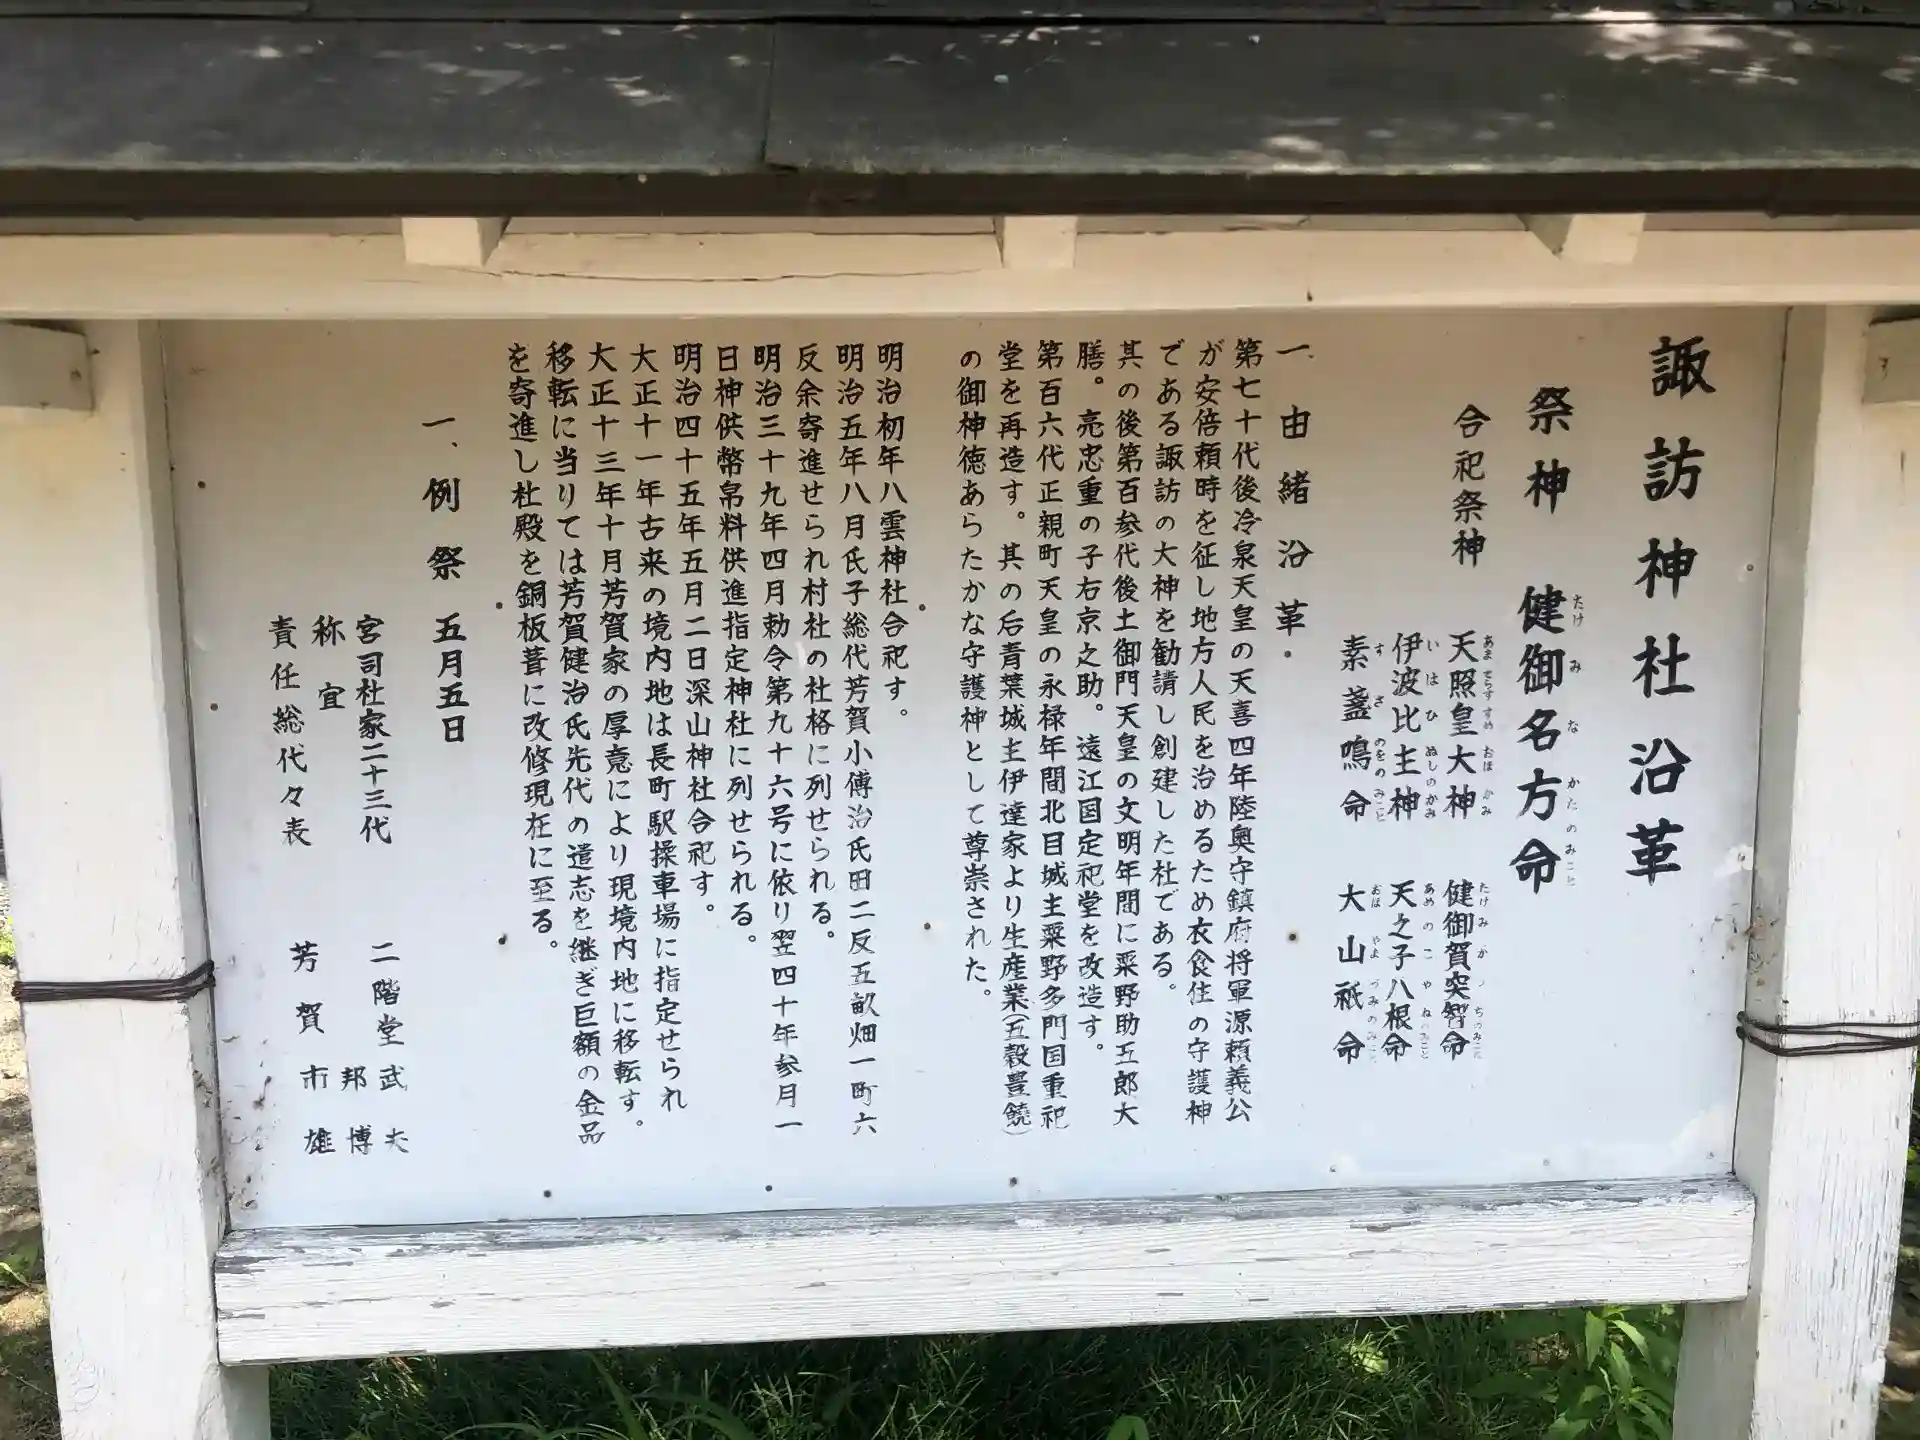 諏訪神社沿革
祭神 健御名方命
合祀祭神
天照皇大神 健御賀突智命
伊波比主神 天之子八根命
素盞鳴命 大山祇命
一、由緒沿革.
第七十代後冷泉天皇の天喜四年陸奥守鎮府将軍源頼義公
が安倍頼時を征し地方人民を治めるため衣食住の守護神
である諏訪の大神を勧請し創建した社である。
其の後第百参代後土御門天皇の文明年間に粟野助五郎大
膳。亮忠重の子右京之助。遠江国定祀堂を改造す。
第百六代正親町天皇の永禄年間北目城主粟野多門国重祀
堂を再造す。其の后青葉城主伊達家より生産業(五穀豊饒)
の御神徳あらたかな守護神として尊崇された。
明治初年八雲神社合祀す。
明治五年八月氏子総代芳賀小傳治氏田二反五畝畑一町六
反余寄進せられ村社の社格に列せられる。
明治三十九年四月勅令第九十六号に依り翌四十年参月一
日神供幣帛料供進指定神社に列せられる。
明治四十五年五月二日深山神社合祀す。
大正十一年古来の境内地は長町駅操車場に指定せられ
大正十三年十月芳賀家の厚意により現境内地に移転す。
移転に当りては芳賀健治氏先代の遺志を継ぎ巨額の金品
を寄進し社殿を銅板葺に改修現在に至る。
一、例祭 五月五日
宮司社家二十三代 二階堂武夫
称宜 邦博
責任総代々表 芳賀市雄